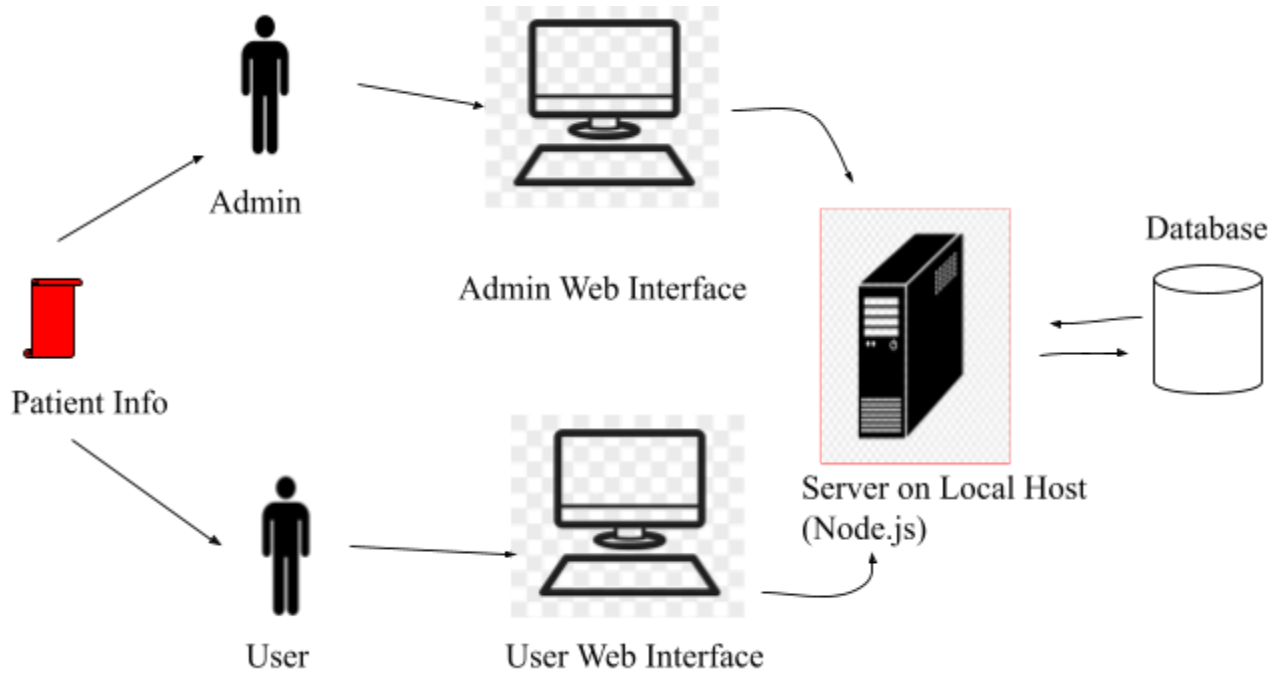 Admin
Admin Web Interface
Database
Patient Info
Server on Local Host
(Node.js)
User
User Web Interface